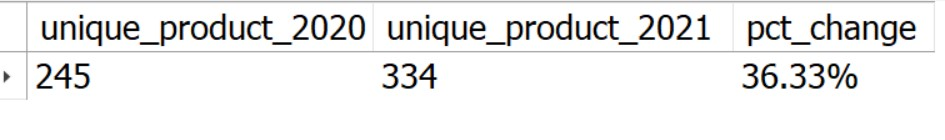 unique_product_2020 unique_product_2021 pct_change
245 334 36.33%